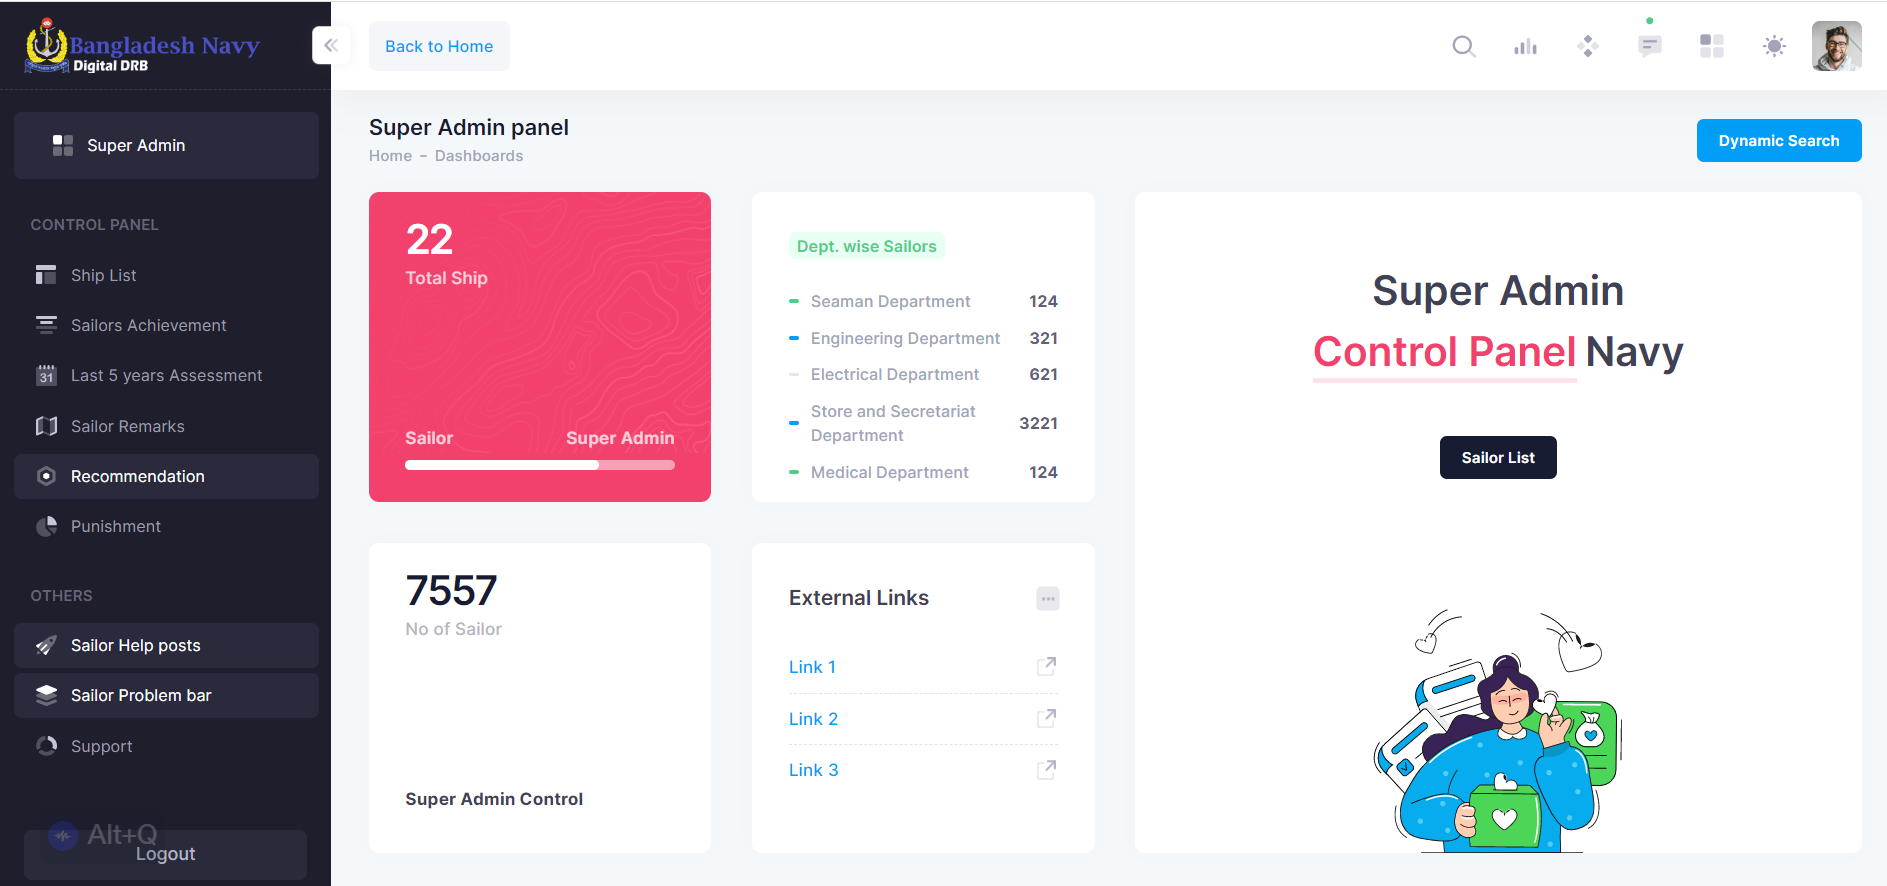 Bangladesh Navy
Digital DRB
Back to Home
Super Admin
CONTROL PANEL
Ship List
Sailors Achievement
31
Last 5 years Assessment
Sailor Remarks
Recommendation
Punishment
OTHERS
Sailor Help posts
Sailor Problem bar
Support
Alt+Q
Logout
Super Admin panel
Home – Dashboards
Dynamic Search
22
Total Ship
Sailor Super Admin
Dept. wise Sailors
Seaman Department 124
Engineering Department 321
Electrical Department 621
Store and Secretariat
Department 3221
Medical Department 124
Super Admin
Control Panel Navy
Sailor List
7557
No of Sailor
Super Admin Control
External Links
Link 1
Link 2
Link 3